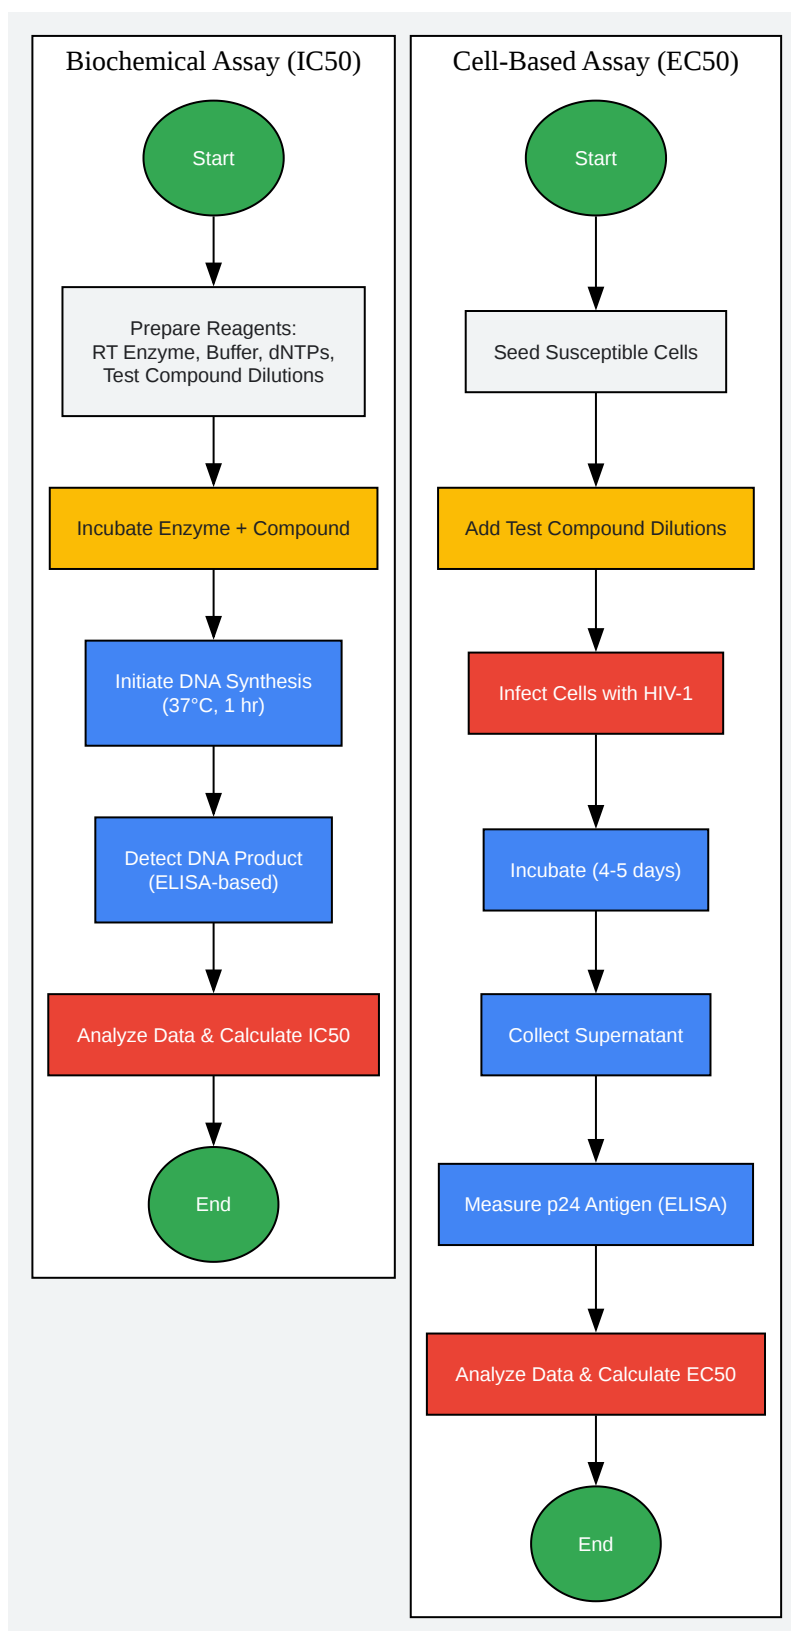 Biochemical Assay (IC50)
Start
Prepare Reagents:
RT Enzyme, Buffer, dNTPs,
Test Compound Dilutions
Incubate Enzyme + Compound
Initiate DNA Synthesis
(37°C, 1 hr)
Detect DNA Product
(ELISA-based)
Analyze Data & Calculate IC50
End
Cell-Based Assay (EC50)
Start
Seed Susceptible Cells
Add Test Compound Dilutions
Infect Cells with HIV-1
Incubate (4-5 days)
Collect Supernatant
Measure p24 Antigen (ELISA)
Analyze Data & Calculate EC50
End